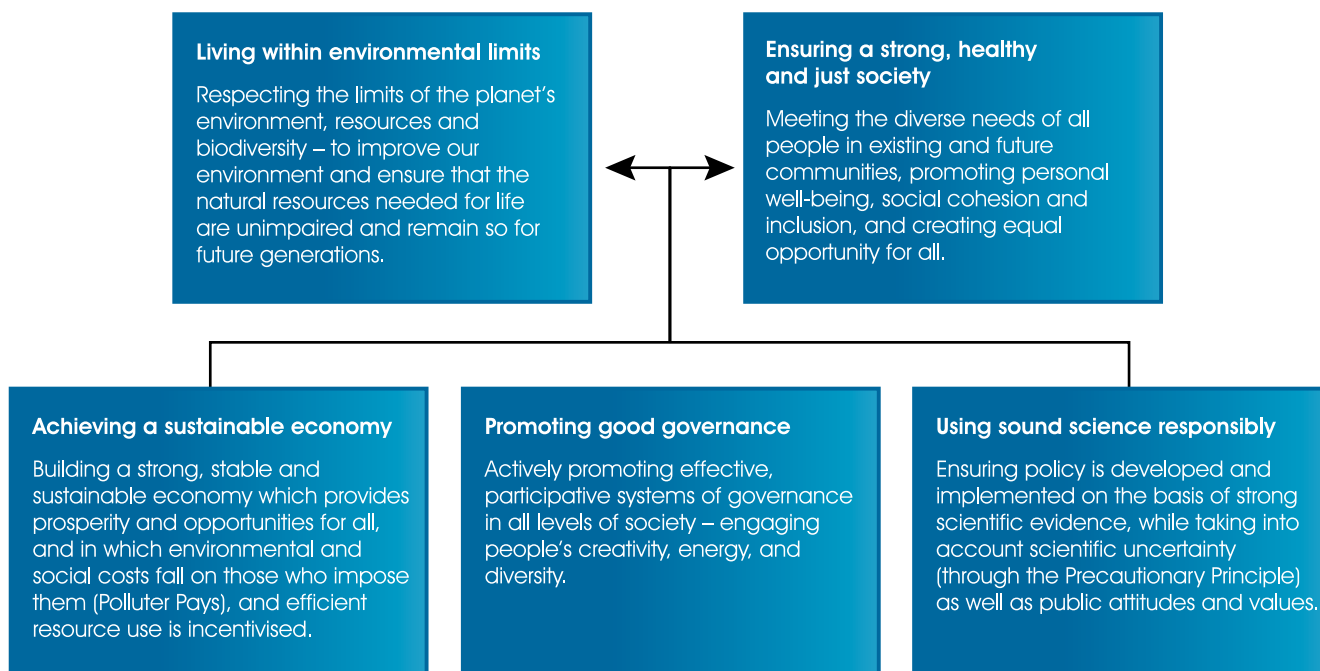 Living within environmental limits
Respecting the limits of the planet’s
environment, resources and
biodiversity – to improve our
environment and ensure that the
natural resources needed for life
are unimpaired and remain so for
future generations.
Ensuring a strong, healthy
and just society
Meeting the diverse needs of all
people in existing and future
communities, promoting personal
well-being, social cohesion and
inclusion, and creating equal
opportunity for all.
Achieving a sustainable economy
Building a strong, stable and
sustainable economy which provides
prosperity and opportunities for all,
and in which environmental and
social costs fall on those who impose
them (Polluter Pays), and efficient
resource use is incentivised.
Promoting good governance
Actively promoting effective,
participative systems of governance
in all levels of society – engaging
people’s creativity, energy, and
diversity.
Using sound science responsibly
Ensuring policy is developed and
implemented on the basis of strong
scientific evidence, while taking into
account scientific uncertainty
(through the Precautionary Principle)
as well as public attitudes and values.